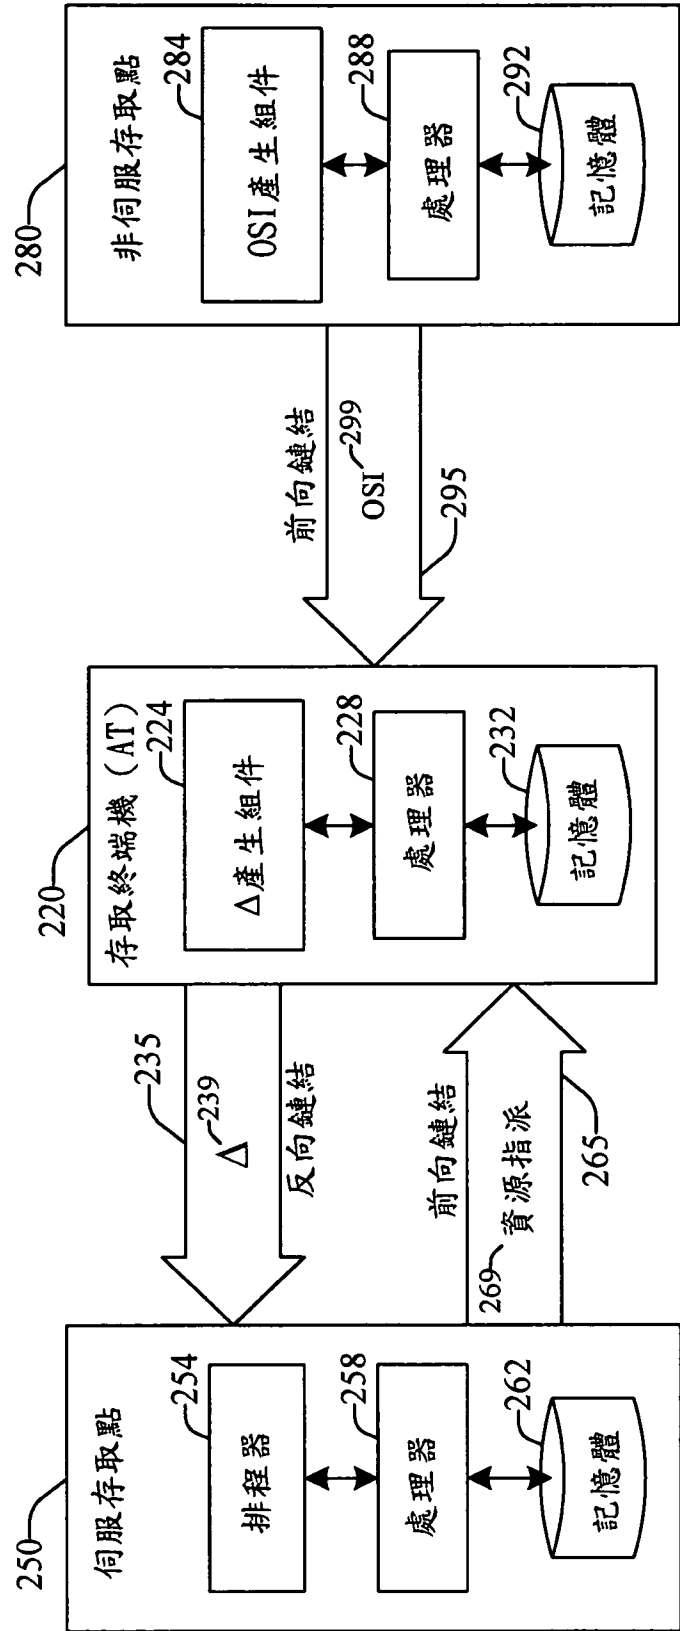 250
伺服存取點
254
排程器
258
處理器
262
記憶體
235
Δ
239
反向鏈結
前向鏈結
269
資源指派
265
220
存取終端機 (AT)
224
Δ產生組件
228
處理器
232
記憶體
前向鏈結
299
OSI
295
280
非伺服存取點
284
OSI產生組件
288
處理器
292
記憶體